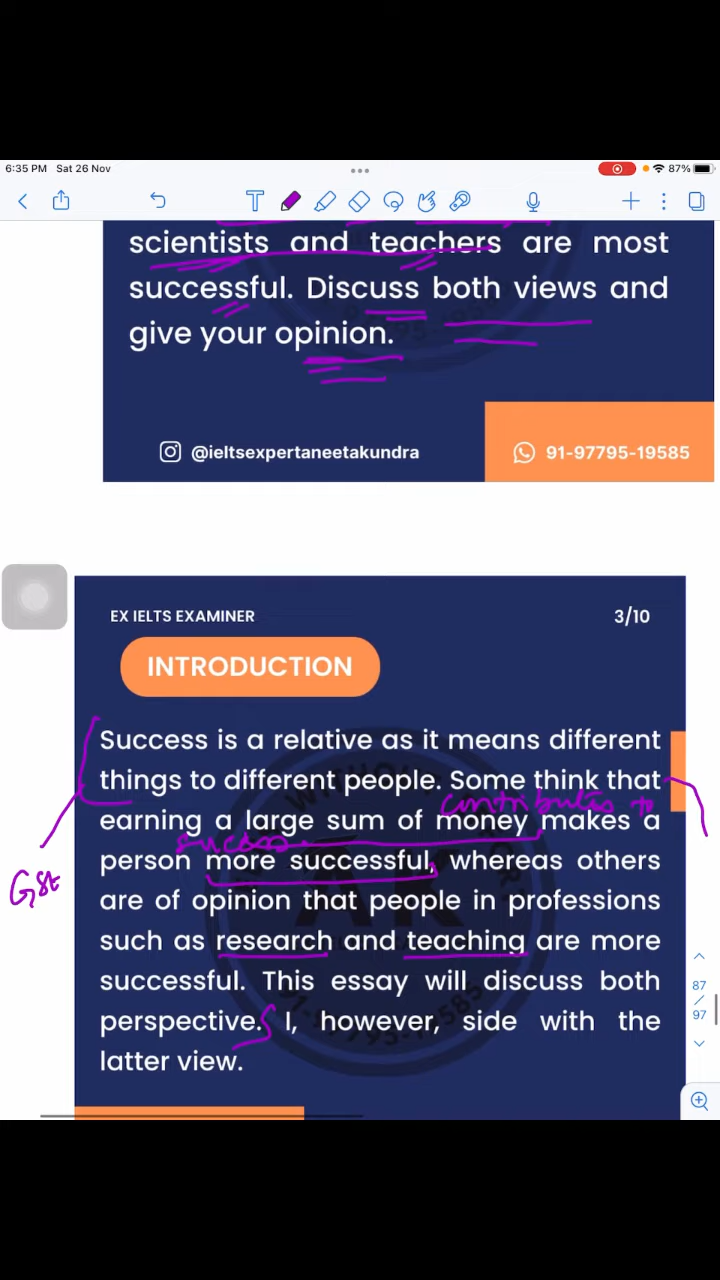 6:35 PM Sat 26 Nov
87%
scientists and teachers are most
successful. Discuss both views and
give your opinion.
@ieltsexpertaneetakundra
91-97795-19585
EX IELTS EXAMINER
3/10
INTRODUCTION
Success is a relative as it means different
things to different people. Some think that
contributes to
earning a large sum of money makes a
success
person more successful, whereas others
are of opinion that people in professions
such as research and teaching are more
successful. This essay will discuss both
perspective. I, however, side with the
latter view.
GSt
87
/
97